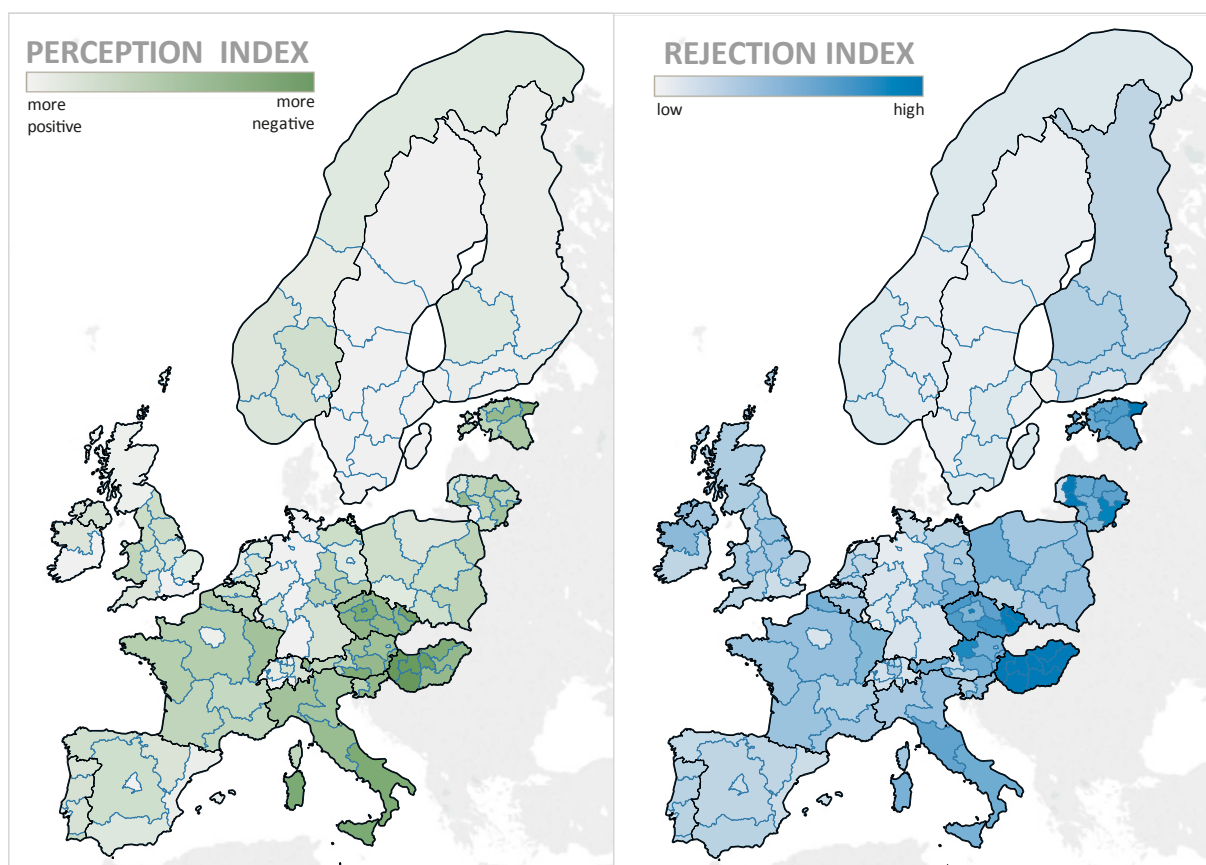 PERCEPTION INDEX
more positive
more negative
REJECTION INDEX
low
high